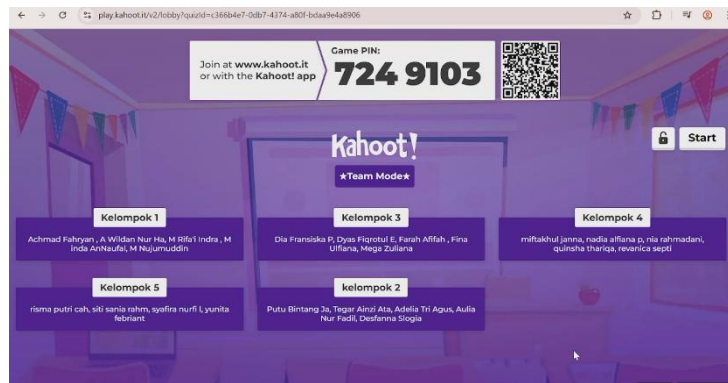 play.kahoot.it/v2/lobby?quizId=c366b4e7-0db7-4374-a80f-bdaa9e4a8906
Join at www.kahoot.it
or with the Kahoot! app
Game PIN:
724 9103
Kahoot!
★Team Mode★
Start
Kelompok 1
Achmad Fahryan , A Wildan Nur Ha, M Rifa'i Indra , M
inda AnNaufal, M Nujumuddin
Kelompok 3
Dia Fransiska P, Dyas Fiqrotul E, Farah Afifah , Fina
Ulfiana, Mega Zuliana
Kelompok 4
miftakhul janna, nadia alfiana p, nia rahmadani,
quinsha thariqa, revanica septi
Kelompok 5
risma putri cah, siti sania rahm, syafira nurfi l, yunita
febriant
kelompok 2
Putu Bintang Ja, Tegar Ainzi Ata, Adelia Tri Agus, Aulia
Nur Fadil, Desfanna Slogia